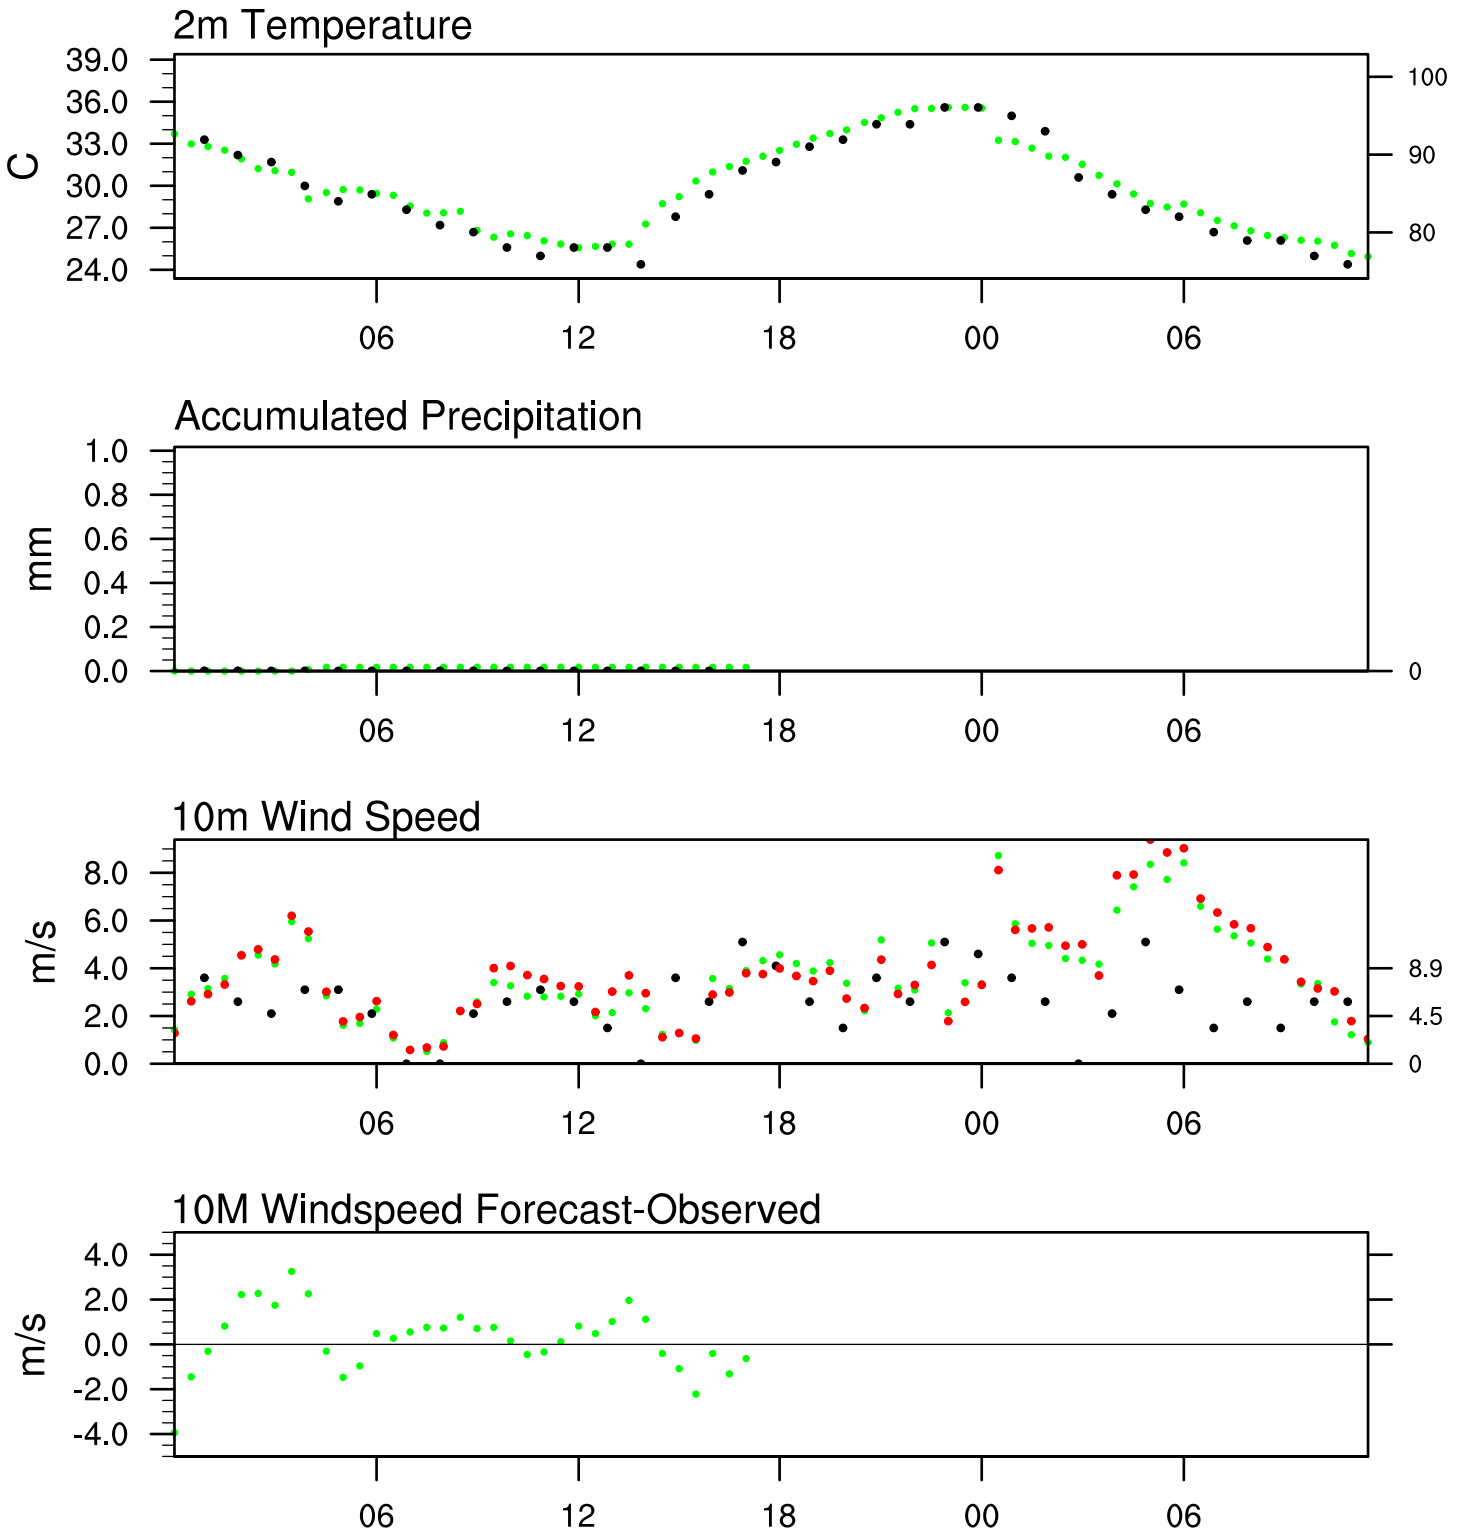 2m Temperature
39.0
36.0
33.0
30.0
27.0
24.0
C
100
90
80
06 12 18 00 06
Accumulated Precipitation
1.0
0.8
0.6
0.4
0.2
0.0
mm
0
06 12 18 00 06
10m Wind Speed
8.0
6.0
4.0
2.0
0.0
m/s
8.9
4.5
0
06 12 18 00 06
10M Windspeed Forecast-Observed
4.0
2.0
0.0
-2.0
-4.0
m/s
06 12 18 00 06